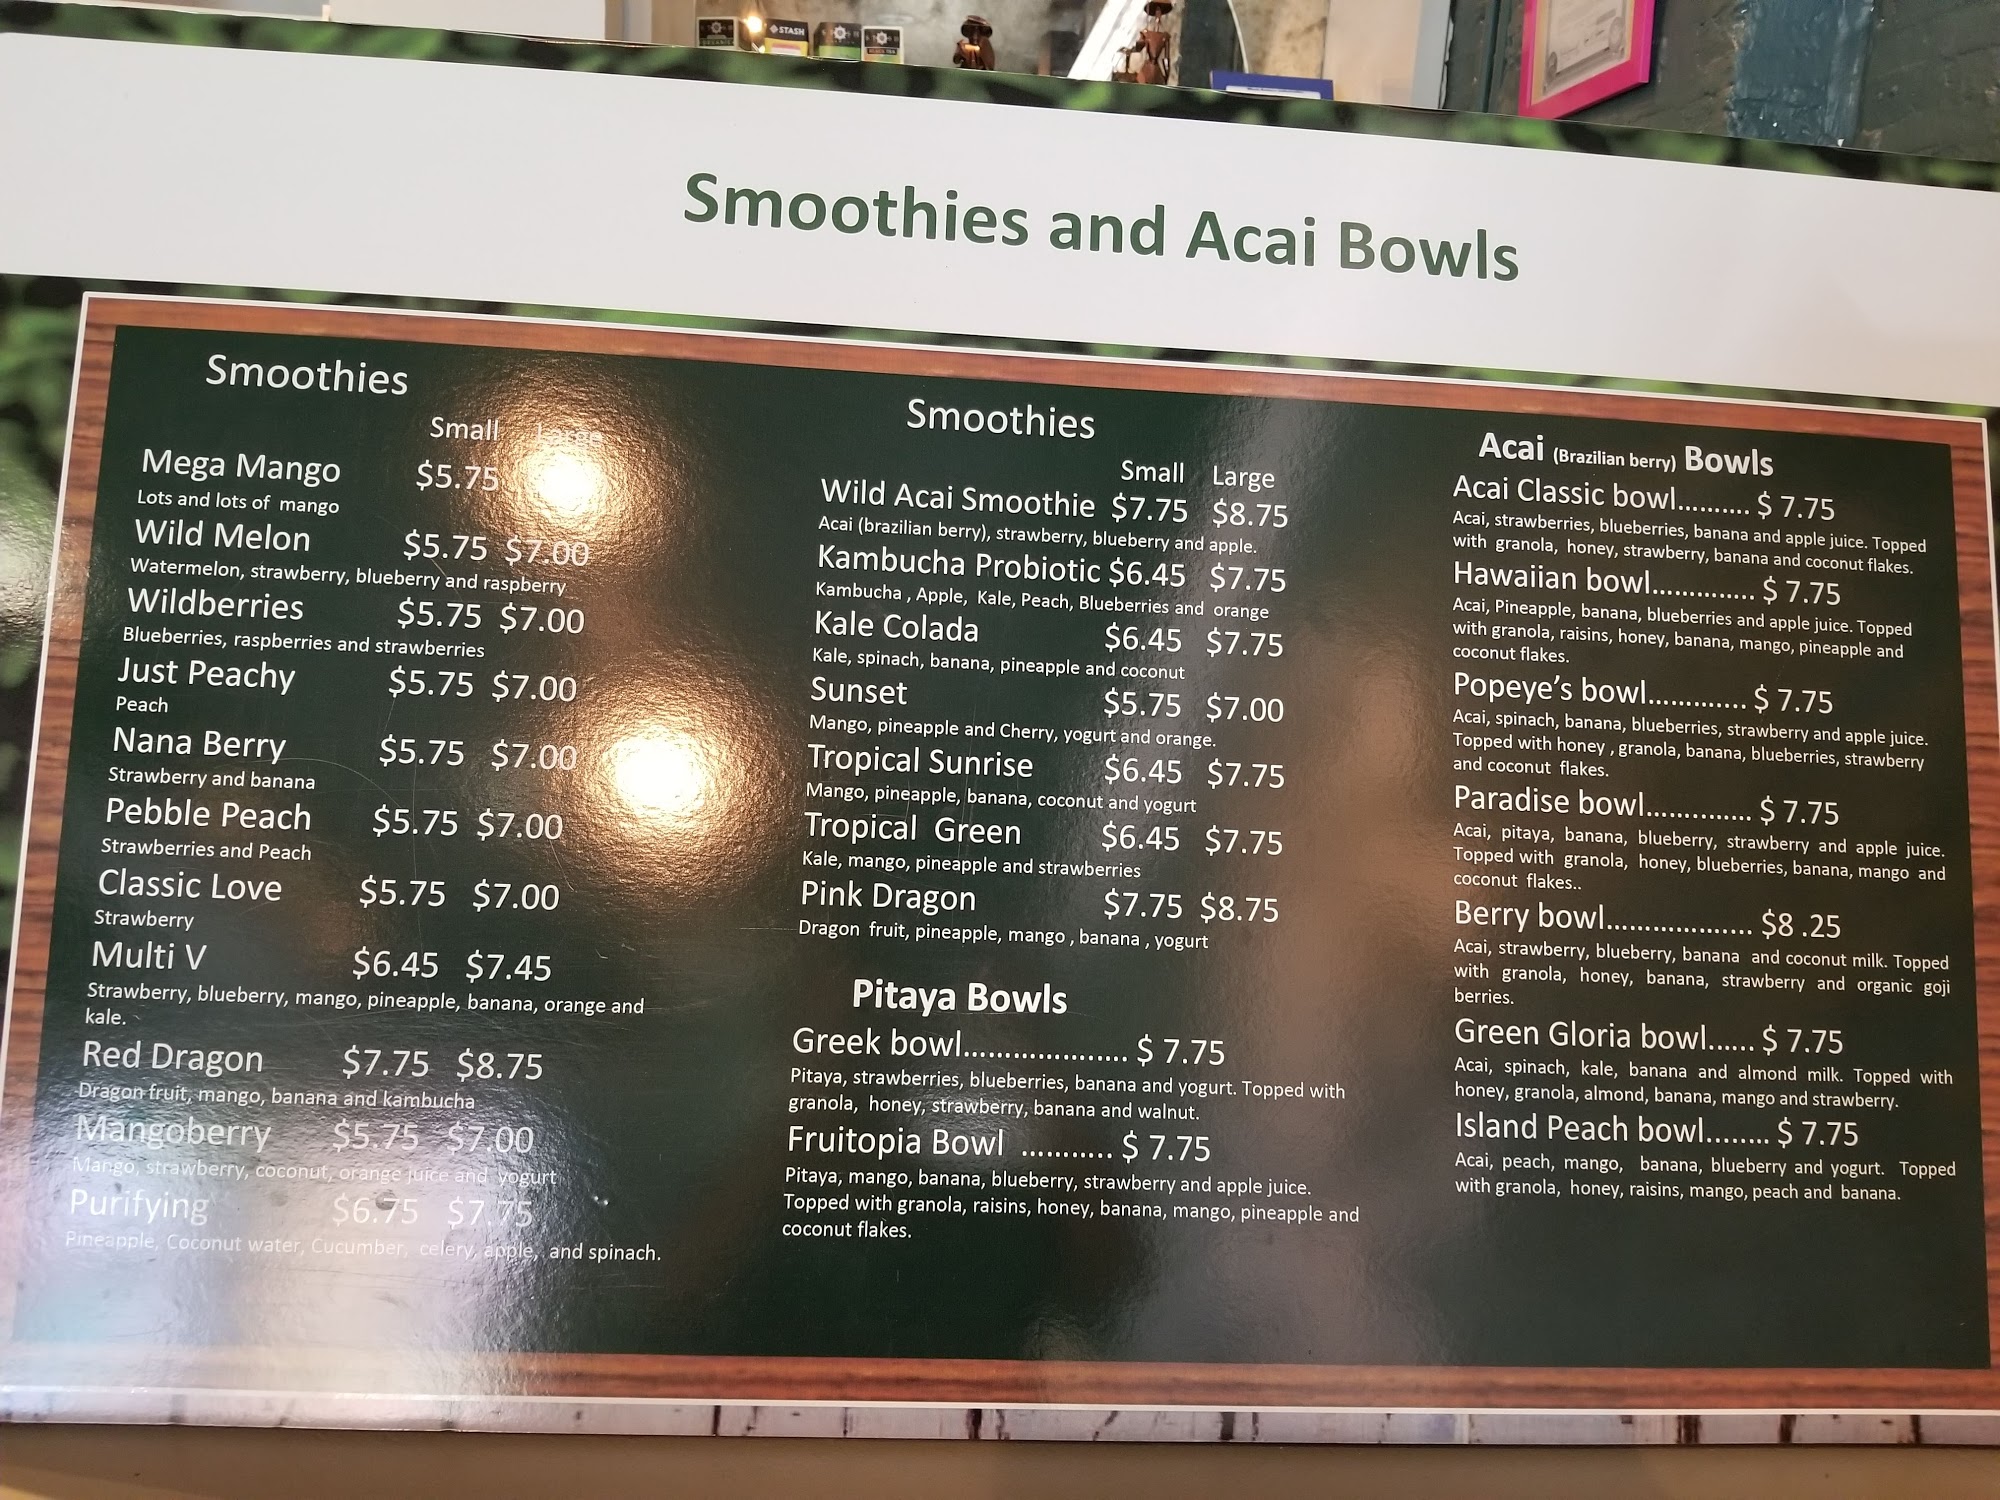 STASH
Smoothies and Acai Bowls
Smoothies
Small Large
Mega Mango $5.75
Lots and lots of mango
Wild Melon $5.75 $7.00
Watermelon, strawberry, blueberry and raspberry
Wildberries $5.75 $7.00
Blueberries, raspberries and strawberries
Just Peachy $5.75 $7.00
Peach
Nana Berry $5.75 $7.00
Strawberry and banana
Pebble Peach $5.75 $7.00
Strawberries and Peach
Classic Love $5.75 $7.00
Strawberry
Multi V $6.45 $7.45
Strawberry, blueberry, mango, pineapple, banana, orange and
kale.
Red Dragon $7.75 $8.75
Dragon fruit, mango, banana and kambucha
Mangoberry $5.75 $7.00
Mango, strawberry, coconut, orange juice and yogurt
Purifying $6.75 $7.75
Pineapple, Coconut water, Cucumber, celery, apple, and spinach.
Smoothies
Small Large
Wild Acai Smoothie $7.75 $8.75
Acai (brazilian berry), strawberry, blueberry and apple.
Kambucha Probiotic $6.45 $7.75
Kambucha , Apple, Kale, Peach, Blueberries and orange
Kale Colada $6.45 $7.75
Kale, spinach, banana, pineapple and coconut
Sunset $5.75 $7.00
Mango, pineapple and Cherry, yogurt and orange.
Tropical Sunrise $6.45 $7.75
Mango, pineapple, banana, coconut and yogurt
Tropical Green $6.45 $7.75
Kale, mango, pineapple and strawberries
Pink Dragon $7.75 $8.75
Dragon fruit, pineapple, mango , banana , yogurt
Pitaya Bowls
Greek bowl...................... $ 7.75
Pitaya, strawberries, blueberries, banana and yogurt. Topped with
granola, honey, strawberry, banana and walnut.
Fruitopia Bowl ............ $ 7.75
Pitaya, mango, banana, blueberry, strawberry and apple juice.
Topped with granola, raisins, honey, banana, mango, pineapple and
coconut flakes.
Acai (Brazilian berry) Bowls
Acai Classic bowl.......... $ 7.75
Acai, strawberries, blueberries, banana and apple juice. Topped
with granola, honey, strawberry, banana and coconut flakes.
Hawaiian bowl.............. $ 7.75
Acai, Pineapple, banana, blueberries and apple juice. Topped
with granola, raisins, honey, banana, mango, pineapple and
coconut flakes.
Popeye’s bowl............. $ 7.75
Acai, spinach, banana, blueberries, strawberry and apple juice.
Topped with honey , granola, banana, blueberries, strawberry
and coconut flakes.
Paradise bowl.............. $ 7.75
Acai, pitaya, banana, blueberry, strawberry and apple juice.
Topped with granola, honey, blueberries, banana, mango and
coconut flakes..
Berry bowl.................... $8 .25
Acai, strawberry, blueberry, banana and coconut milk. Topped
with granola, honey, banana, strawberry and organic goji
berries.
Green Gloria bowl...... $ 7.75
Acai, spinach, kale, banana and almond milk. Topped with
honey, granola, almond, banana, mango and strawberry.
Island Peach bowl........ $ 7.75
Acai, peach, mango, banana, blueberry and yogurt. Topped
with granola, honey, raisins, mango, peach and banana.